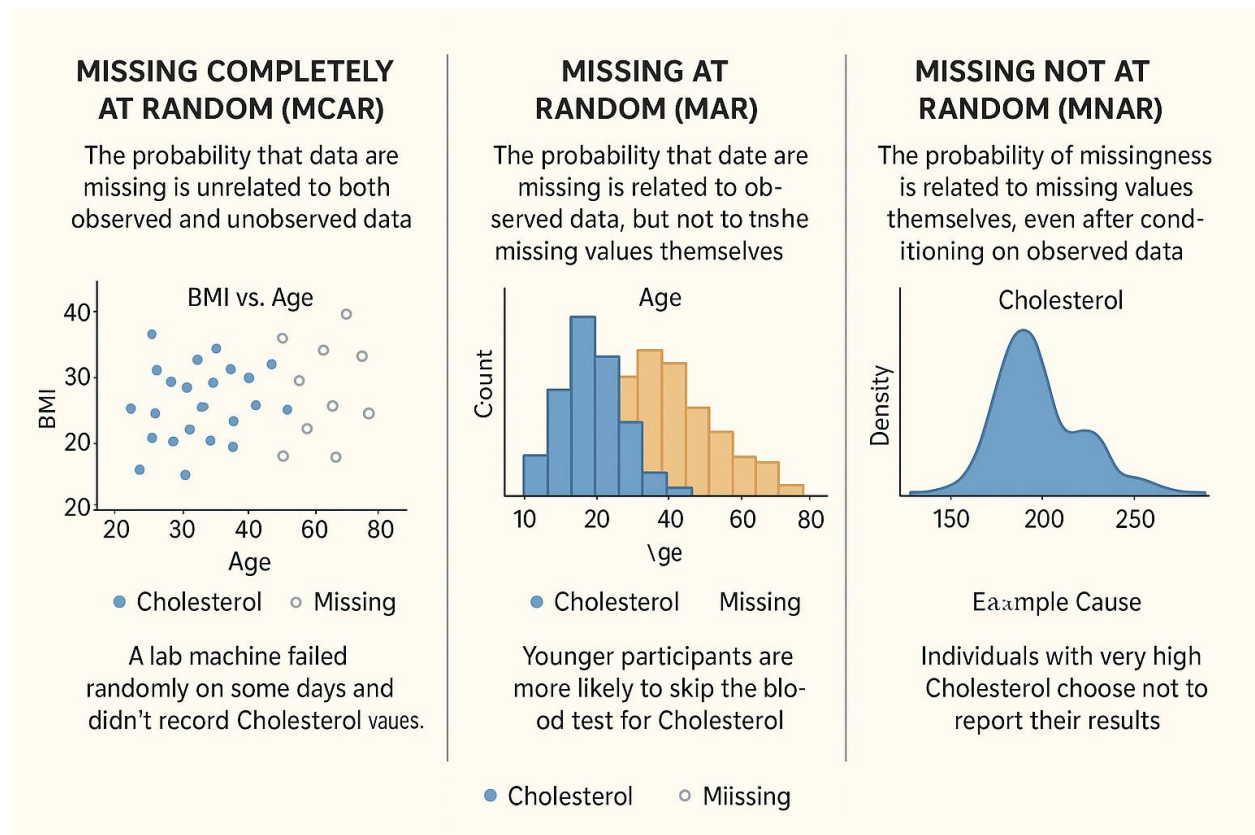 MISSING COMPLETELY
AT RANDOM (MCAR)
The probability that data are
missing is unrelated to both
observed and unobserved data
BMI vs. Age
40
30
20
20
BMI
20 30 40 60 80
Age
Cholesterol Missing
A lab machine failed
randomly on some days and
didn't record Cholesterol vaues.
MISSING AT
RANDOM (MAR)
The probability that date are
missing is related to ob-
served data, but not to tnshe
missing values themselves
Age
Count
10 20 40 60 80
\ge
Cholesterol Missing
Younger participants are
more likely to skip the blo-
od test for Cholesterol
MISSING NOT AT
RANDOM (MNAR)
The probability of missingness
is related to missing values
themselves, even after cond-
itioning on observed data
Cholesterol
Density
150 200 250
Eaample Cause
Individuals with very high
Cholesterol choose not to
report their results
Cholesterol Miissing